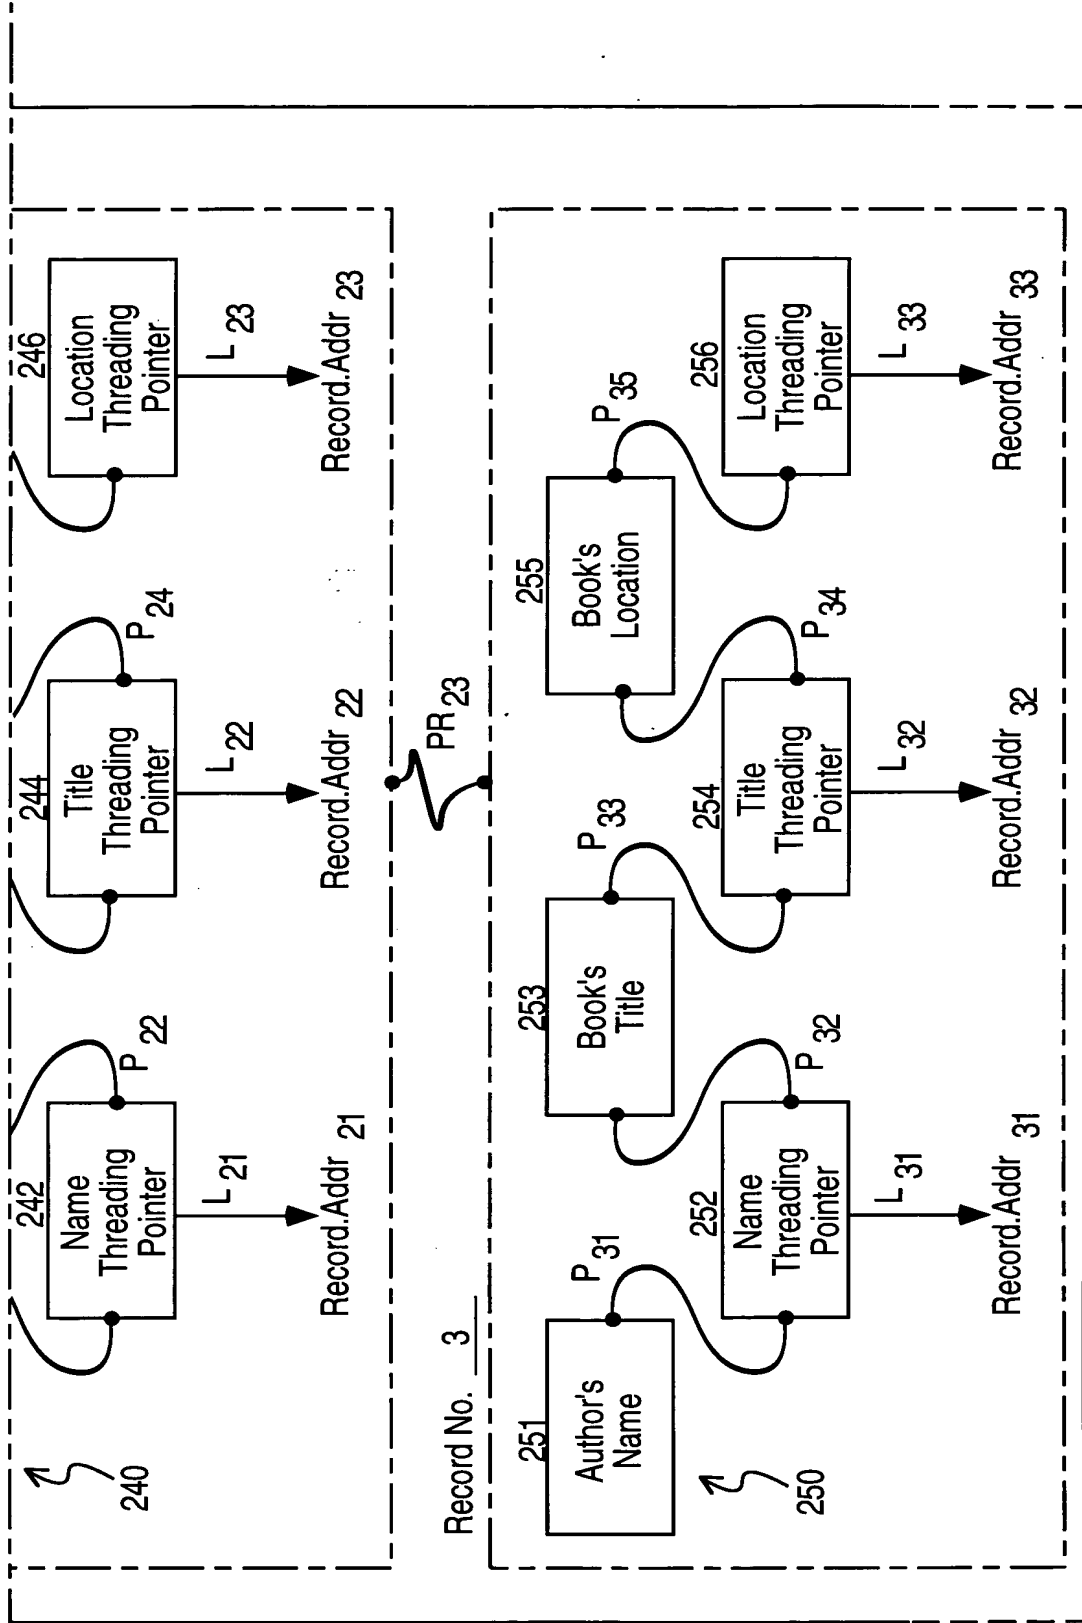 246
Location
Threading
Pointer
L 23
Record.Addr 23
244
Title
Threading
Pointer
P 24
L 22
Record.Addr 22
242
Name
Threading
Pointer
P 22
L 21
Record.Addr 21
240
PR 23
Record No. 3
251
Author's
Name
P 31
252
Name
Threading
Pointer
P 32
L 31
Record.Addr 31
253
Book's
Title
P 33
254
Title
Threading
Pointer
P 34
L 32
Record.Addr 32
255
Book's
Location
P 35
256
Location
Threading
Pointer
L 33
Record.Addr 33
250